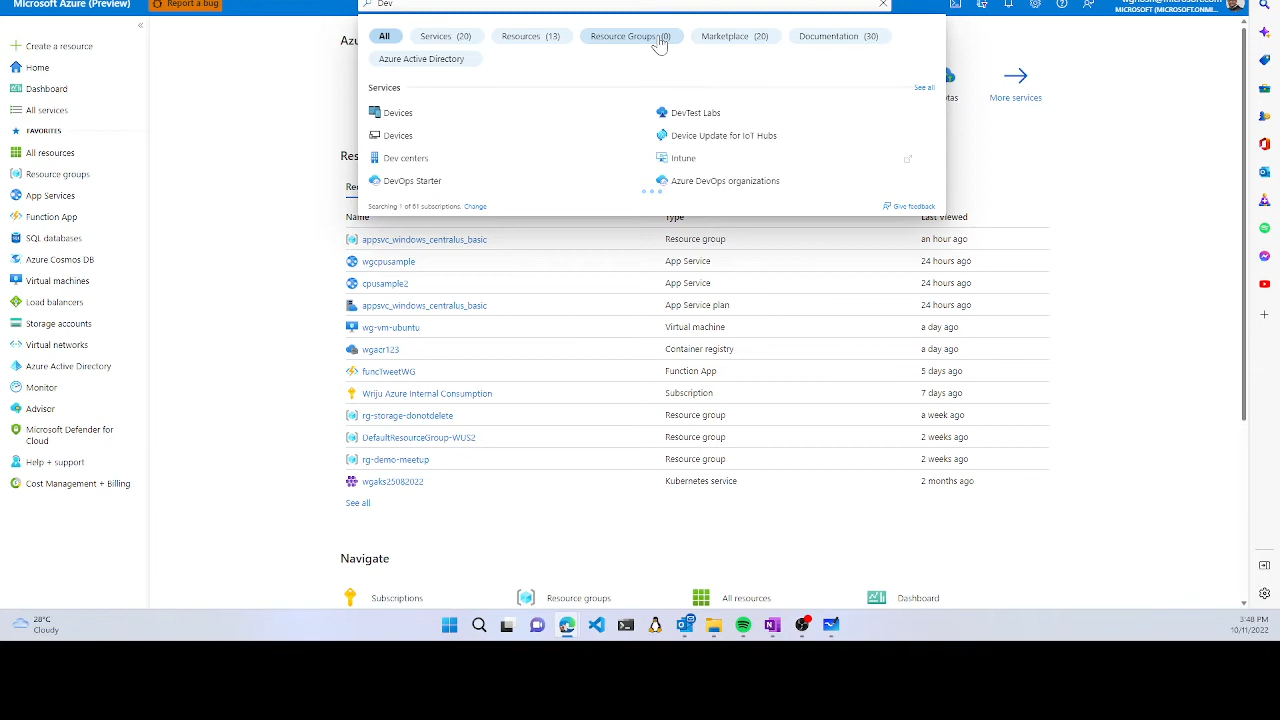 Microsoft Azure (Preview)
Report a bug
Dev
MICROSOFT (MICROSOFT.ONMI...
All
Services (20)
Resources (13)
Resource Groups (0)
Marketplace (20)
Documentation (30)
Azure Active Directory
Services
See all
Devices
DevTest Labs
Devices
Device Update for IoT Hubs
Dev centers
Intune
DevOps Starter
Azure DevOps organizations
Searching 1 of 61 subscriptions. Change
Give feedback
Create a resource
Home
Dashboard
All services
FAVORITES
All resources
Resource groups
App Services
Function App
SQL databases
Azure Cosmos DB
Virtual machines
Load balancers
Storage accounts
Virtual networks
Azure Active Directory
Monitor
Advisor
Microsoft Defender for
Cloud
Help + support
Cost Management + Billing
More services
Name
Type
Last Viewed
appsvc_windows_centralus_basic
Resource group
an hour ago
wgcpusample
App Service
24 hours ago
cpusample2
App Service
24 hours ago
appsvc_windows_centralus_basic
App Service plan
24 hours ago
wg-vm-ubuntu
Virtual machine
a day ago
wgacr123
Container registry
a day ago
funcTweetWG
Function App
5 days ago
Wriju Azure Internal Consumption
Subscription
7 days ago
rg-storage-donotdelete
Resource group
a week ago
DefaultResourceGroup-WUS2
Resource group
2 weeks ago
rg-demo-meetup
Resource group
2 weeks ago
wgaks25082022
Kubernetes service
2 months ago
See all
Navigate
Subscriptions
Resource groups
All resources
Dashboard
28°C
Cloudy
3:48 PM
10/11/2022